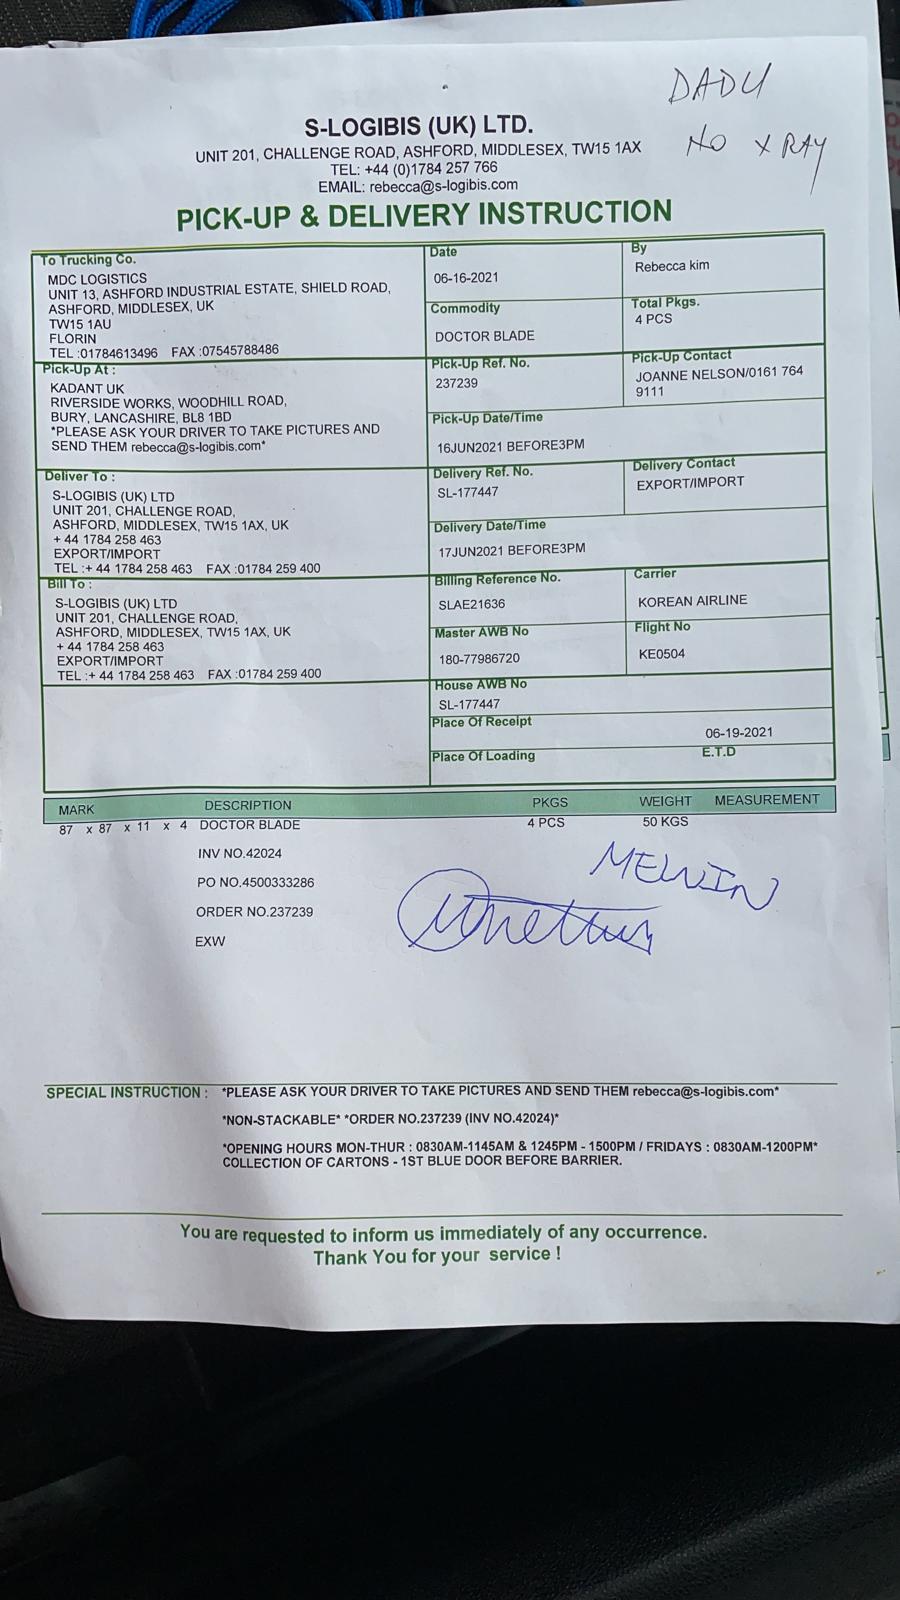 DADU
NO X RAY
S-LOGIBIS (UK) LTD.
UNIT 201, CHALLENGE ROAD, ASHFORD, MIDDLESEX, TW15 1AX
TEL: +44 (0)1784 257 766
EMAIL: rebecca@s-logibis.com
PICK-UP & DELIVERY INSTRUCTION
To Trucking Co.
MDC LOGISTICS
UNIT 13, ASHFORD INDUSTRIAL ESTATE, SHIELD ROAD,
ASHFORD, MIDDLESEX, UK
TW15 1AU
FLORIN
TEL :01784613496 FAX :07545788486
Date
06-16-2021
By
Rebecca kim
Commodity
DOCTOR BLADE
Total Pkgs.
4 PCS
Pick-Up At :
KADANT UK
RIVERSIDE WORKS, WOODHILL ROAD,
BURY, LANCASHIRE, BL8 1BD
*PLEASE ASK YOUR DRIVER TO TAKE PICTURES AND
SEND THEM rebecca@s-logibis.com*
Pick-Up Ref. No.
237239
Pick-Up Contact
JOANNE NELSON/0161 764
9111
Pick-Up Date/Time
16JUN2021 BEFORE3PM
Deliver To :
S-LOGIBIS (UK) LTD
UNIT 201, CHALLENGE ROAD,
ASHFORD, MIDDLESEX, TW15 1AX, UK
+ 44 1784 258 463
EXPORT/IMPORT
TEL :+ 44 1784 258 463 FAX :01784 259 400
Delivery Ref. No.
SL-177447
Delivery Contact
EXPORT/IMPORT
Delivery Date/Time
17JUN2021 BEFORE3PM
Bill To :
S-LOGIBIS (UK) LTD
UNIT 201, CHALLENGE ROAD,
ASHFORD, MIDDLESEX, TW15 1AX, UK
+ 44 1784 258 463
EXPORT/IMPORT
TEL :+ 44 1784 258 463 FAX :01784 259 400
Billing Reference No.
SLAE21636
Carrier
KOREAN AIRLINE
Master AWB No
180-77986720
Flight No
KE0504
House AWB No
SL-177447
Place Of Receipt
06-19-2021
Place Of Loading E.T.D
MARK DESCRIPTION PKGS WEIGHT MEASUREMENT
87 x 87 x 11 x 4 DOCTOR BLADE 4 PCS 50 KGS
INV NO.42024
PO NO.4500333286
ORDER NO.237239
EXW
MELVIN
SPECIAL INSTRUCTION : *PLEASE ASK YOUR DRIVER TO TAKE PICTURES AND SEND THEM rebecca@s-logibis.com*
*NON-STACKABLE* *ORDER NO.237239 (INV NO.42024)*
*OPENING HOURS MON-THUR : 0830AM-1145AM & 1245PM - 1500PM / FRIDAYS : 0830AM-1200PM*
COLLECTION OF CARTONS - 1ST BLUE DOOR BEFORE BARRIER.
You are requested to inform us immediately of any occurrence.
Thank You for your service !